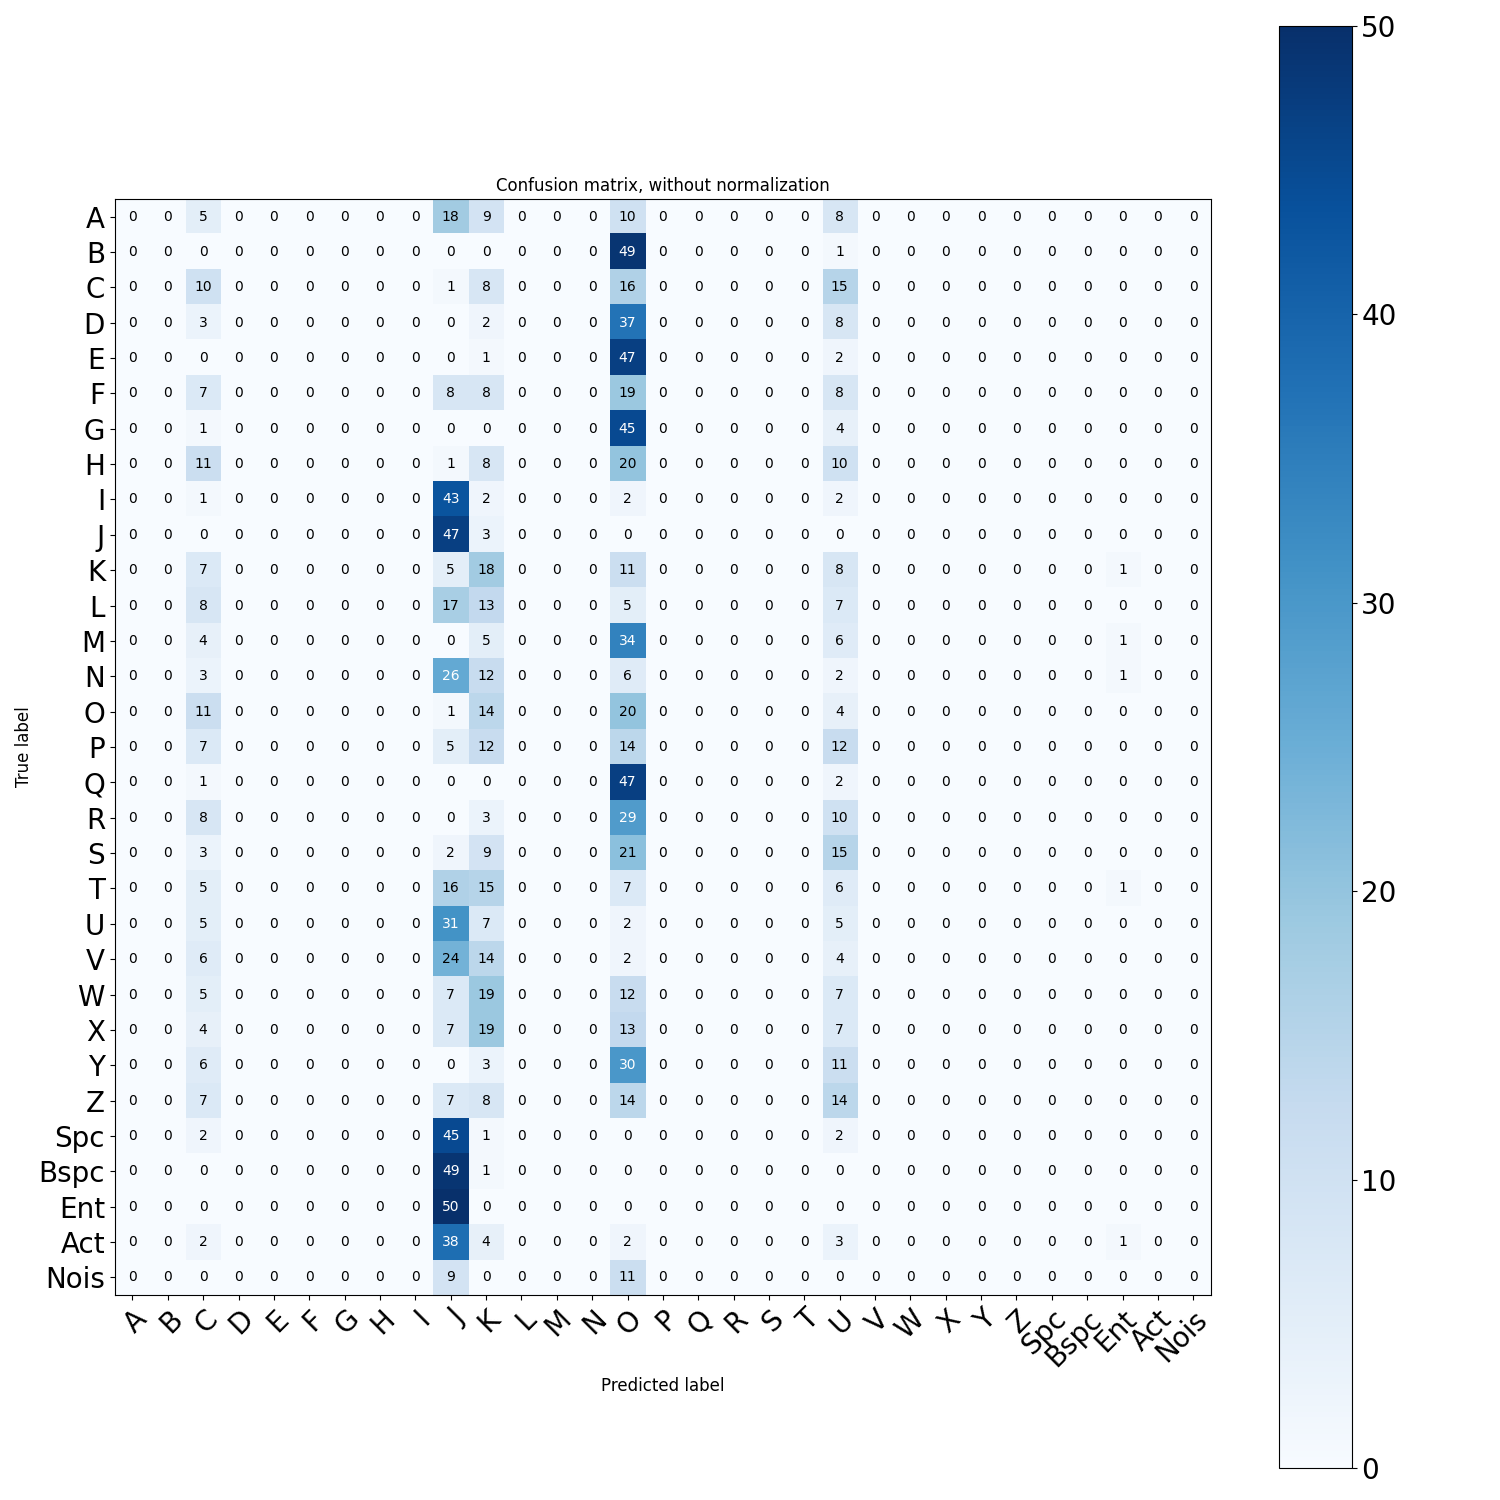 Confusion matrix, without normalization
A 0 0 5 0 0 0 0 0 0 18 9 0 0 0 10 0 0 0 0 0 8 0 0 0 0 0 0 0 0 0 0
B 0 0 0 0 0 0 0 0 0 0 0 0 0 0 49 0 0 0 0 0 1 0 0 0 0 0 0 0 0 0 0
C 0 0 10 0 0 0 0 0 0 1 8 0 0 0 16 0 0 0 0 0 15 0 0 0 0 0 0 0 0 0 0
D 0 0 3 0 0 0 0 0 0 0 2 0 0 0 37 0 0 0 0 0 8 0 0 0 0 0 0 0 0 0 0
E 0 0 0 0 0 0 0 0 0 0 1 0 0 0 47 0 0 0 0 0 2 0 0 0 0 0 0 0 0 0 0
F 0 0 7 0 0 0 0 0 0 8 8 0 0 0 19 0 0 0 0 0 8 0 0 0 0 0 0 0 0 0 0
G 0 0 1 0 0 0 0 0 0 0 0 0 0 0 45 0 0 0 0 0 4 0 0 0 0 0 0 0 0 0 0
H 0 0 11 0 0 0 0 0 0 1 8 0 0 0 20 0 0 0 0 0 10 0 0 0 0 0 0 0 0 0 0
I 0 0 1 0 0 0 0 0 0 43 2 0 0 0 2 0 0 0 0 0 2 0 0 0 0 0 0 0 0 0 0
J 0 0 0 0 0 0 0 0 0 47 3 0 0 0 0 0 0 0 0 0 0 0 0 0 0 0 0 0 0 0 0
K 0 0 7 0 0 0 0 0 0 5 18 0 0 0 11 0 0 0 0 0 8 0 0 0 0 0 0 0 1 0 0
L 0 0 8 0 0 0 0 0 0 17 13 0 0 0 5 0 0 0 0 0 7 0 0 0 0 0 0 0 0 0 0
M 0 0 4 0 0 0 0 0 0 0 5 0 0 0 34 0 0 0 0 0 6 0 0 0 0 0 0 0 1 0 0
N 0 0 3 0 0 0 0 0 0 26 12 0 0 0 6 0 0 0 0 0 2 0 0 0 0 0 0 0 1 0 0
O 0 0 11 0 0 0 0 0 0 1 14 0 0 0 20 0 0 0 0 0 4 0 0 0 0 0 0 0 0 0 0
P 0 0 7 0 0 0 0 0 0 5 12 0 0 0 14 0 0 0 0 0 12 0 0 0 0 0 0 0 0 0 0
Q 0 0 1 0 0 0 0 0 0 0 0 0 0 0 47 0 0 0 0 0 2 0 0 0 0 0 0 0 0 0 0
R 0 0 8 0 0 0 0 0 0 0 3 0 0 0 29 0 0 0 0 0 10 0 0 0 0 0 0 0 0 0 0
S 0 0 3 0 0 0 0 0 0 2 9 0 0 0 21 0 0 0 0 0 15 0 0 0 0 0 0 0 0 0 0
T 0 0 5 0 0 0 0 0 0 16 15 0 0 0 7 0 0 0 0 0 6 0 0 0 0 0 0 0 1 0 0
U 0 0 5 0 0 0 0 0 0 31 7 0 0 0 2 0 0 0 0 0 5 0 0 0 0 0 0 0 0 0 0
V 0 0 6 0 0 0 0 0 0 24 14 0 0 0 2 0 0 0 0 0 4 0 0 0 0 0 0 0 0 0 0
W 0 0 5 0 0 0 0 0 0 7 19 0 0 0 12 0 0 0 0 0 7 0 0 0 0 0 0 0 0 0 0
X 0 0 4 0 0 0 0 0 0 7 19 0 0 0 13 0 0 0 0 0 7 0 0 0 0 0 0 0 0 0 0
Y 0 0 6 0 0 0 0 0 0 0 3 0 0 0 30 0 0 0 0 0 11 0 0 0 0 0 0 0 0 0 0
Z 0 0 7 0 0 0 0 0 0 7 8 0 0 0 14 0 0 0 0 0 14 0 0 0 0 0 0 0 0 0 0
Spc 0 0 2 0 0 0 0 0 0 45 1 0 0 0 0 0 0 0 0 0 2 0 0 0 0 0 0 0 0 0 0
Bspc 0 0 0 0 0 0 0 0 0 49 1 0 0 0 0 0 0 0 0 0 0 0 0 0 0 0 0 0 0 0 0
Ent 0 0 0 0 0 0 0 0 0 50 0 0 0 0 0 0 0 0 0 0 0 0 0 0 0 0 0 0 0 0 0
Act 0 0 2 0 0 0 0 0 0 38 4 0 0 0 2 0 0 0 0 0 3 0 0 0 0 0 0 0 1 0 0
Nois 0 0 0 0 0 0 0 0 0 9 0 0 0 0 11 0 0 0 0 0 0 0 0 0 0 0 0 0 0 0 0
A B C D E F G H I J K L M N O P Q R S T U V W X Y Z Spc Bspc Ent Act Nois
Predicted label
True label
50
40
30
20
10
0